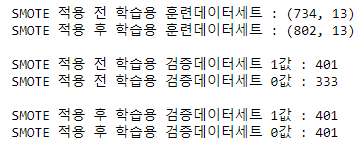 SMOTE 적용 전 학습용 훈련데이터세트 : (734, 13)
SMOTE 적용 후 학습용 훈련데이터세트 : (802, 13)
SMOTE 적용 전 학습용 검증데이터세트 1값 : 401
SMOTE 적용 전 학습용 검증데이터세트 0값 : 333
SMOTE 적용 후 학습용 검증데이터세트 1값 : 401
SMOTE 적용 후 학습용 검증데이터세트 0값 : 401